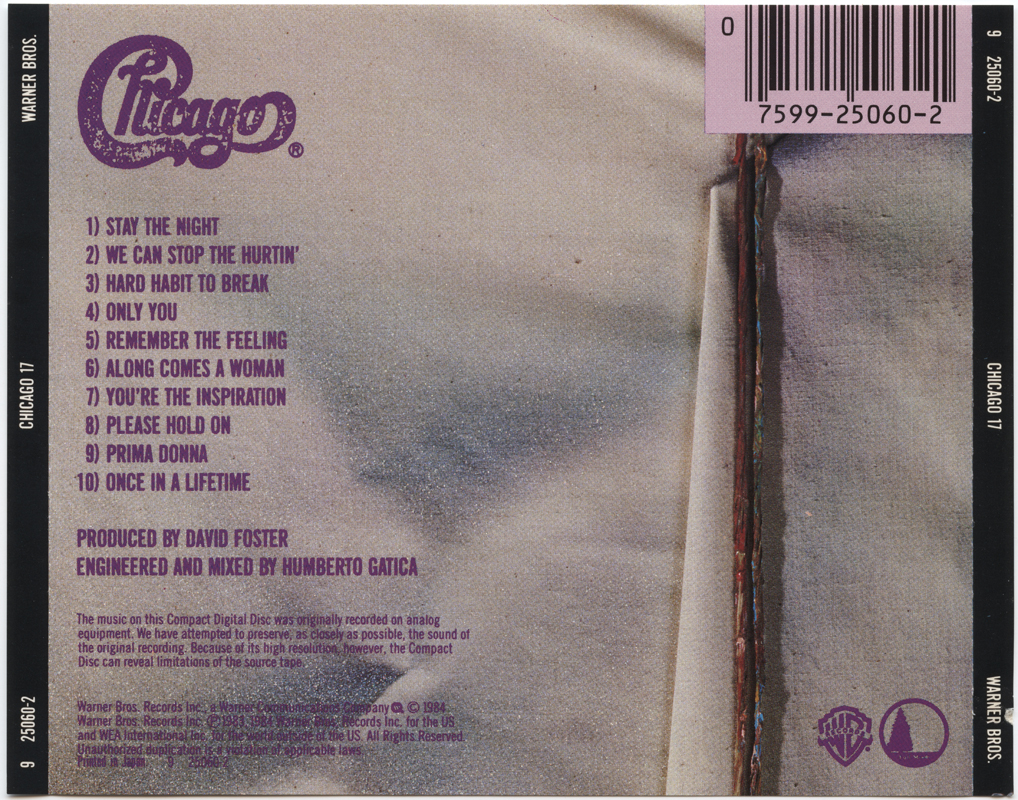 WARNER BROS.
CHICAGO 17
9 25060-2
Chicago®
1) STAY THE NIGHT
2) WE CAN STOP THE HURTIN'
3) HARD HABIT TO BREAK
4) ONLY YOU
5) REMEMBER THE FEELING
6) ALONG COMES A WOMAN
7) YOU'RE THE INSPIRATION
8) PLEASE HOLD ON
9) PRIMA DONNA
10) ONCE IN A LIFETIME
PRODUCED BY DAVID FOSTER
ENGINEERED AND MIXED BY HUMBERTO GATICA
The music on this Compact Digital Disc was originally recorded on analog
equipment. We have attempted to preserve, as closely as possible, the sound of
the original recording. Because of its high resolution, however, the Compact
Disc can reveal limitations of the source tape.
Warner Bros. Records Inc., a Warner Communications Company © 1984
Warner Bros. Records Inc. ℗ 1983, 1984 Warner Bros. Records Inc. for the US
and WEA International Inc. for the world outside of the US. All Rights Reserved.
Unauthorized duplication is a violation of applicable laws.
Printed in Japan 9 25060-2
0
7599-25060-2
RECORDS
9 25060-2
CHICAGO 17
WARNER BROS.